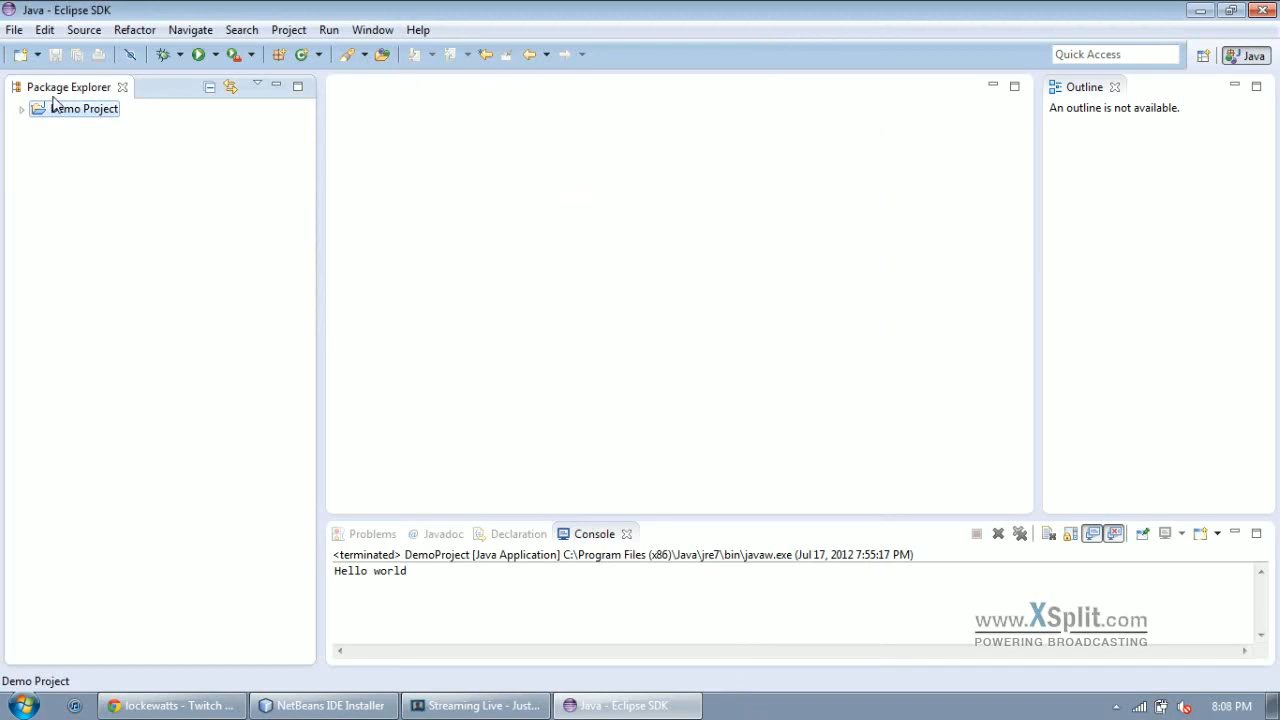 Java - Eclipse SDK
File Edit Source Refactor Navigate Search Project Run Window Help
Quick Access
Java
Package Explorer
Demo Project
Outline
An outline is not available.
Problems @ Javadoc Declaration Console
<terminated> DemoProject [Java Application] C:\Program Files (x86)\Java\jre7\bin\javaw.exe (Jul 17, 2012 7:55:17 PM)
Hello world
www.XSplit.com
POWERING BROADCASTING
Demo Project
lockewatts - Twitch ...
NetBeans IDE Installer
Streaming Live - Just...
Java - Eclipse SDK
8:08 PM